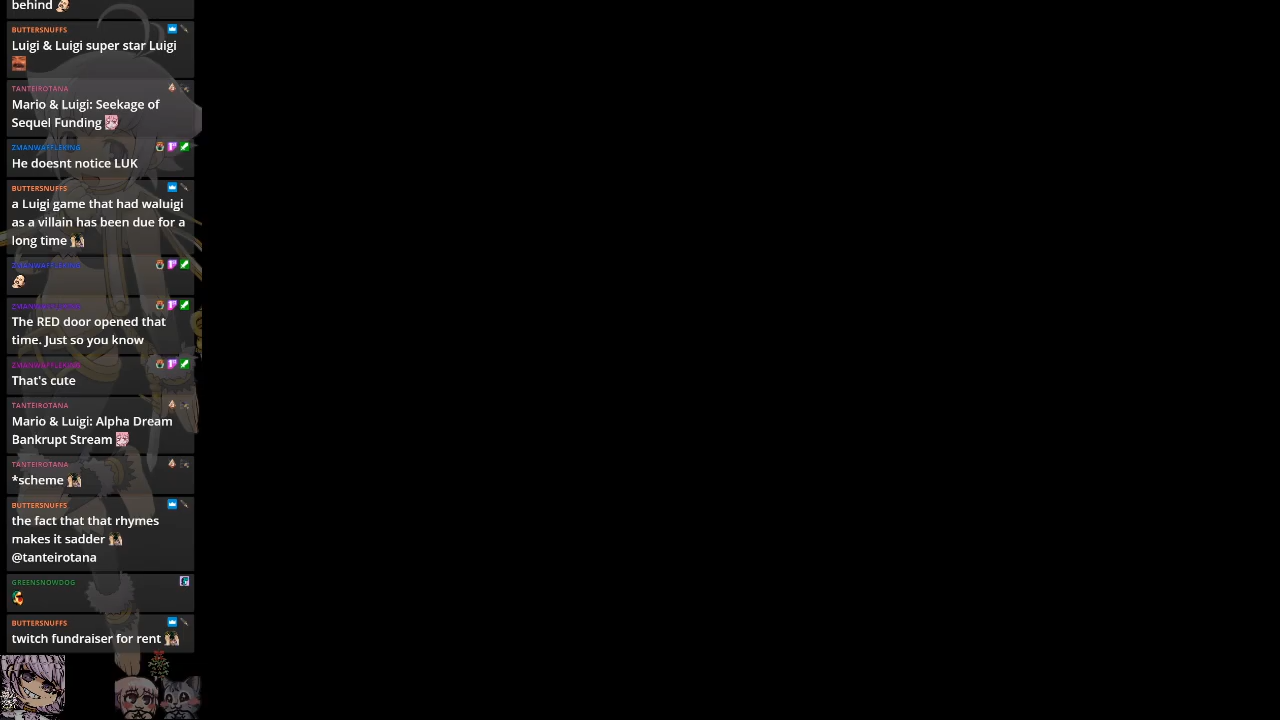 behind
BUTTERSNUFFS
Luigi & Luigi super star Luigi
TANTEIROTANA
Mario & Luigi: Seekage of
Sequel Funding
ZMANWAFFLEKING
He doesnt notice LUK
BUTTERSNUFFS
a Luigi game that had waluigi
as a villain has been due for a
long time
ZMANWAFFLEKING
ZMANWAFFLEKING
The RED door opened that
time. Just so you know
ZMANWAFFLEKING
That's cute
TANTEIROTANA
Mario & Luigi: Alpha Dream
Bankrupt Stream
TANTEIROTANA
*scheme
BUTTERSNUFFS
the fact that that rhymes
makes it sadder
@tanteirotana
GREENSNOWDOG
BUTTERSNUFFS
twitch fundraiser for rent